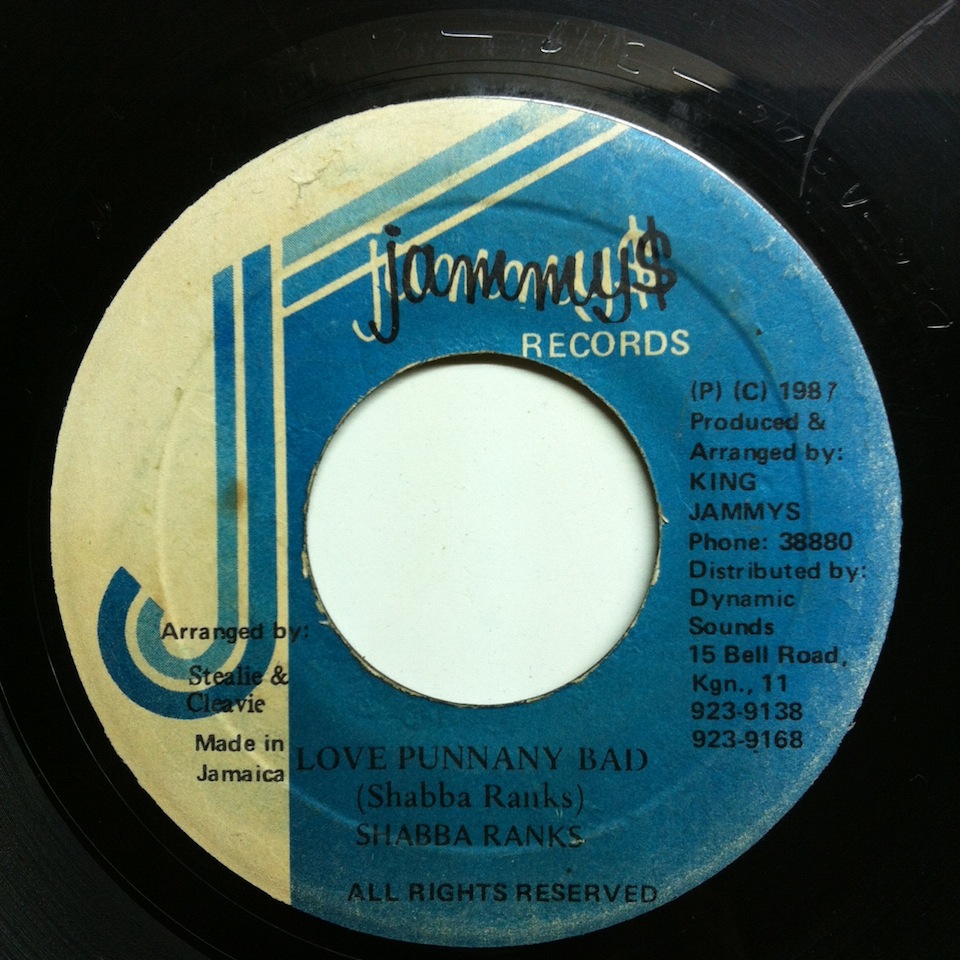 jammy$
RECORDS
(P) (C) 1987
Produced &
Arranged by:
KING
JAMMYS
Phone: 38880
Distributed by:
Dynamic
Sounds
15 Bell Road,
Kgn., 11
923-9138
923-9168
Arranged by:
Stealie &
Cleavie
Made in
Jamaica
LOVE PUNNANY BAD
(Shabba Ranks)
SHABBA RANKS
ALL RIGHTS RESERVED